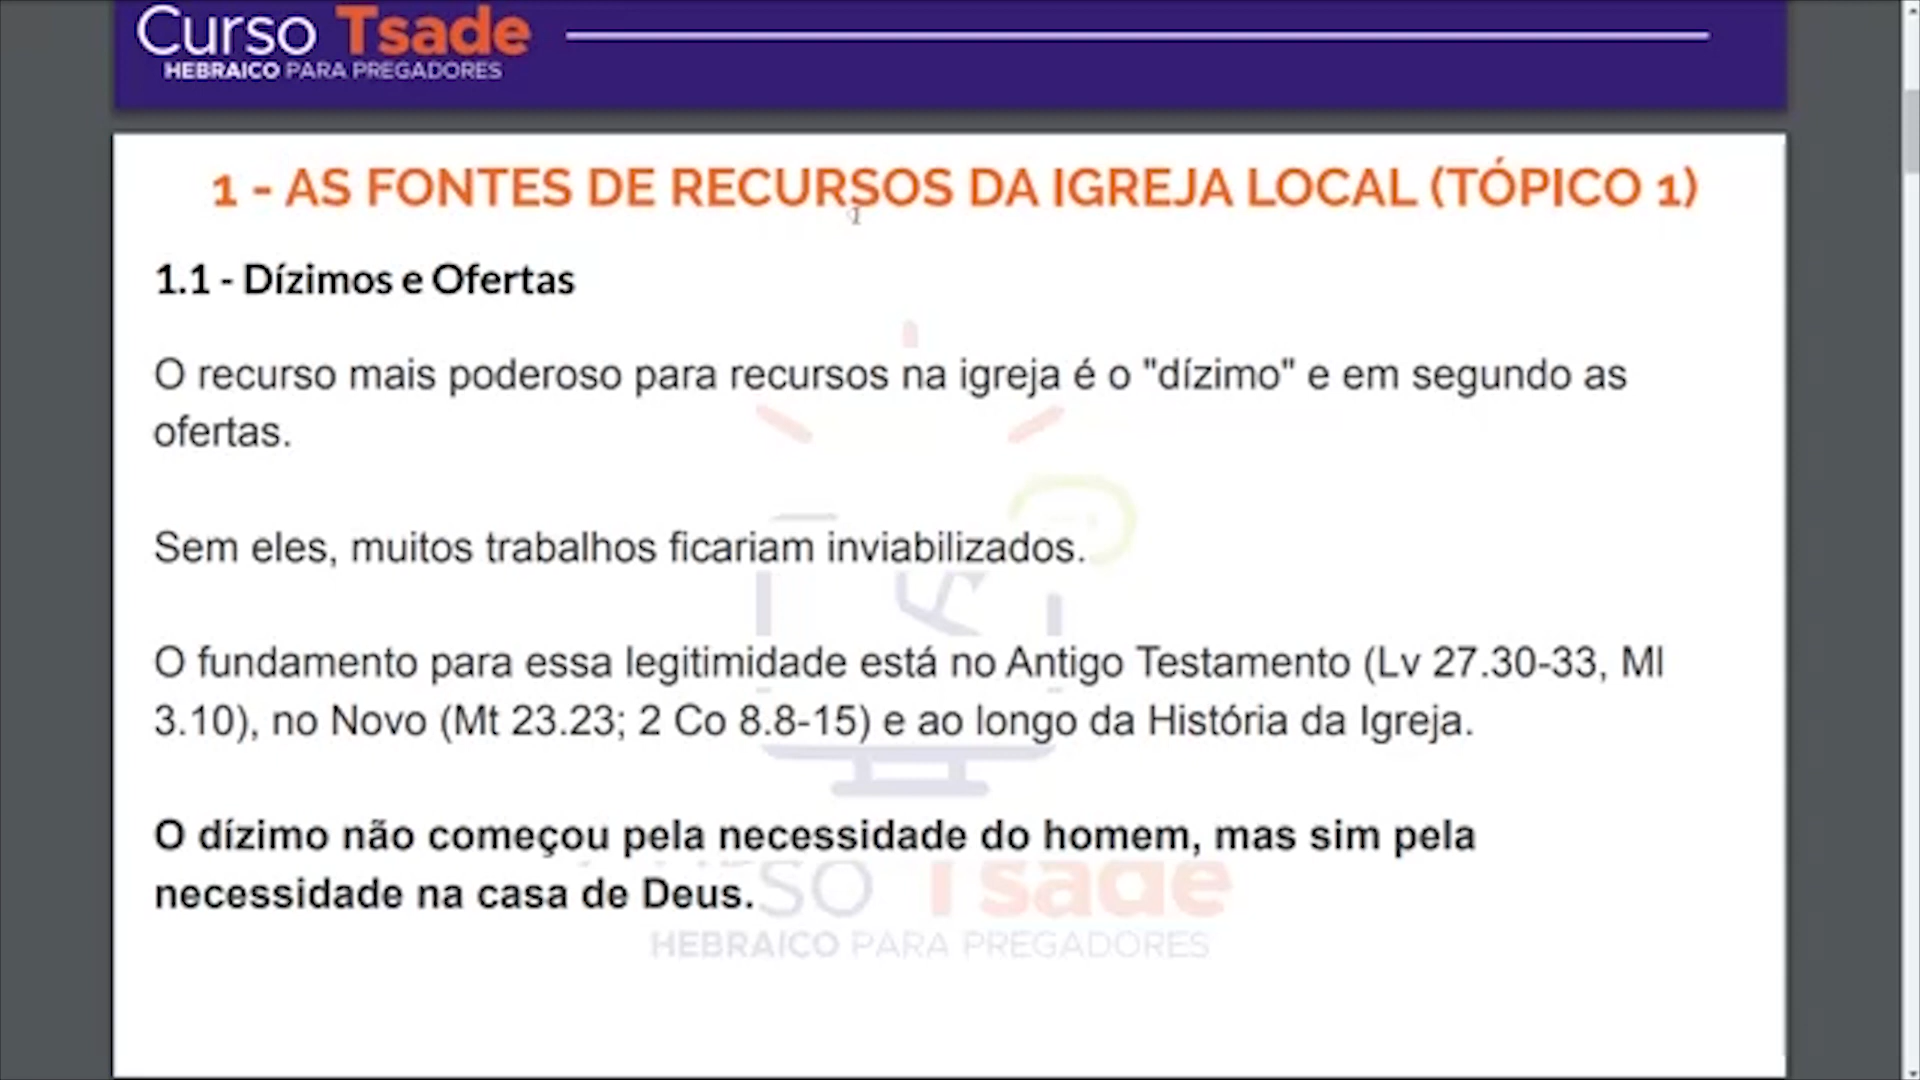 Curso Tsade
HEBRAICO PARA PREGADORES
1 - AS FONTES DE RECURSOS DA IGREJA LOCAL (TÓPICO 1)
1.1 - Dízimos e Ofertas
O recurso mais poderoso para recursos na igreja é o "dízimo" e em segundo as
ofertas.
Sem eles, muitos trabalhos ficariam inviabilizados.
O fundamento para essa legitimidade está no Antigo Testamento (Lv 27.30-33, Ml
3.10), no Novo (Mt 23.23; 2 Co 8.8-15) e ao longo da História da Igreja.
O dízimo não começou pela necessidade do homem, mas sim pela
necessidade na casa de Deus.
Tsade
HEBRAICO PARA PREGADORES